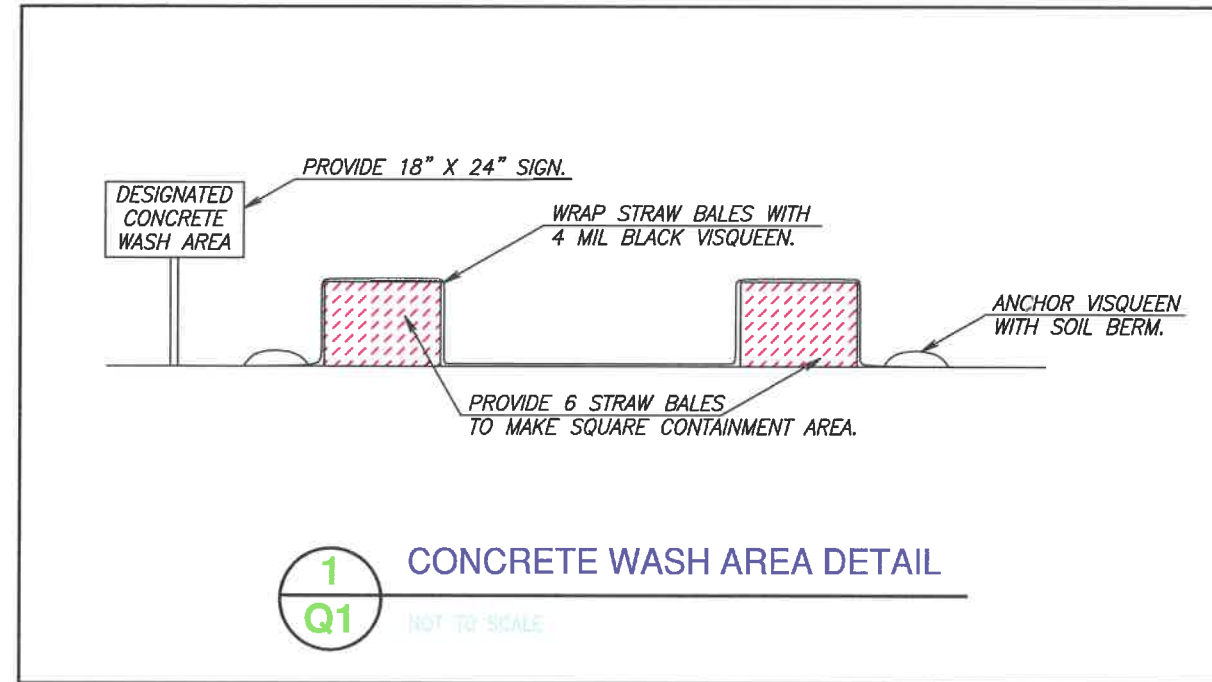 PROVIDE 18" X 24" SIGN.
DESIGNATED
CONCRETE
WASH AREA
WRAP STRAW BALES WITH
4 MIL BLACK VISQUEEN.
ANCHOR VISQUEEN
WITH SOIL BERM.
PROVIDE 6 STRAW BALES
TO MAKE SQUARE CONTAINMENT AREA.
1
Q1
CONCRETE WASH AREA DETAIL
NOT TO SCALE